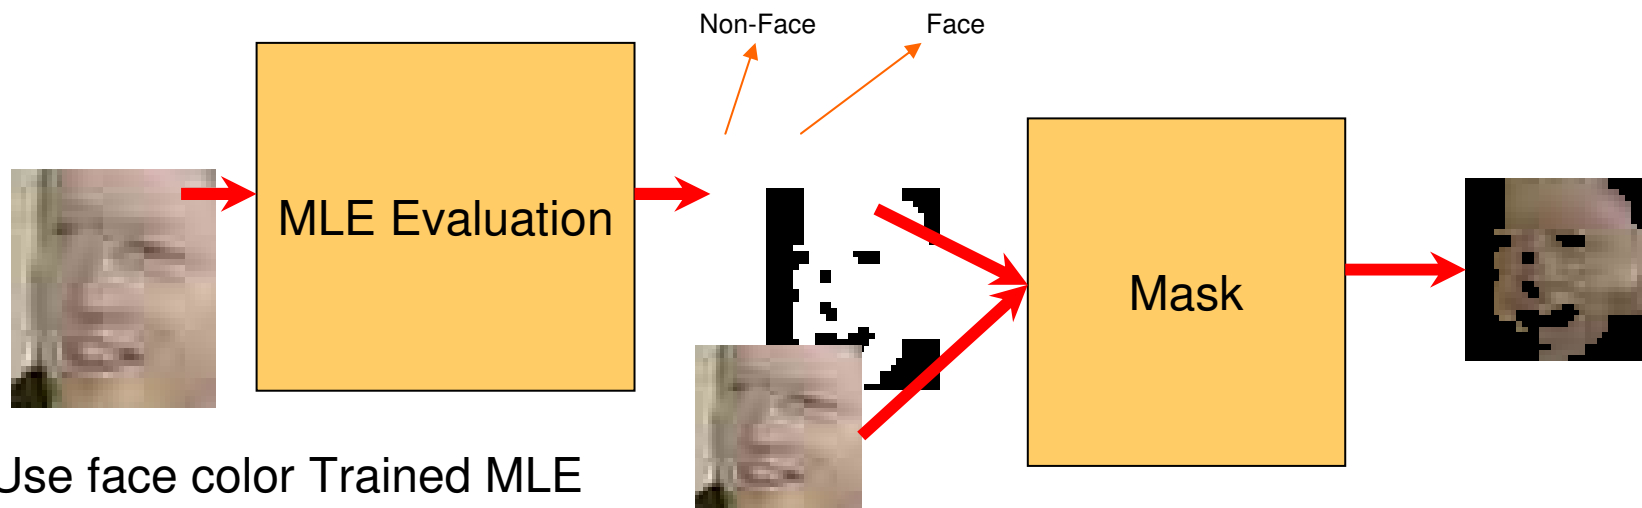 Non-Face
Face
MLE Evaluation
Mask
Use face color Trained MLE